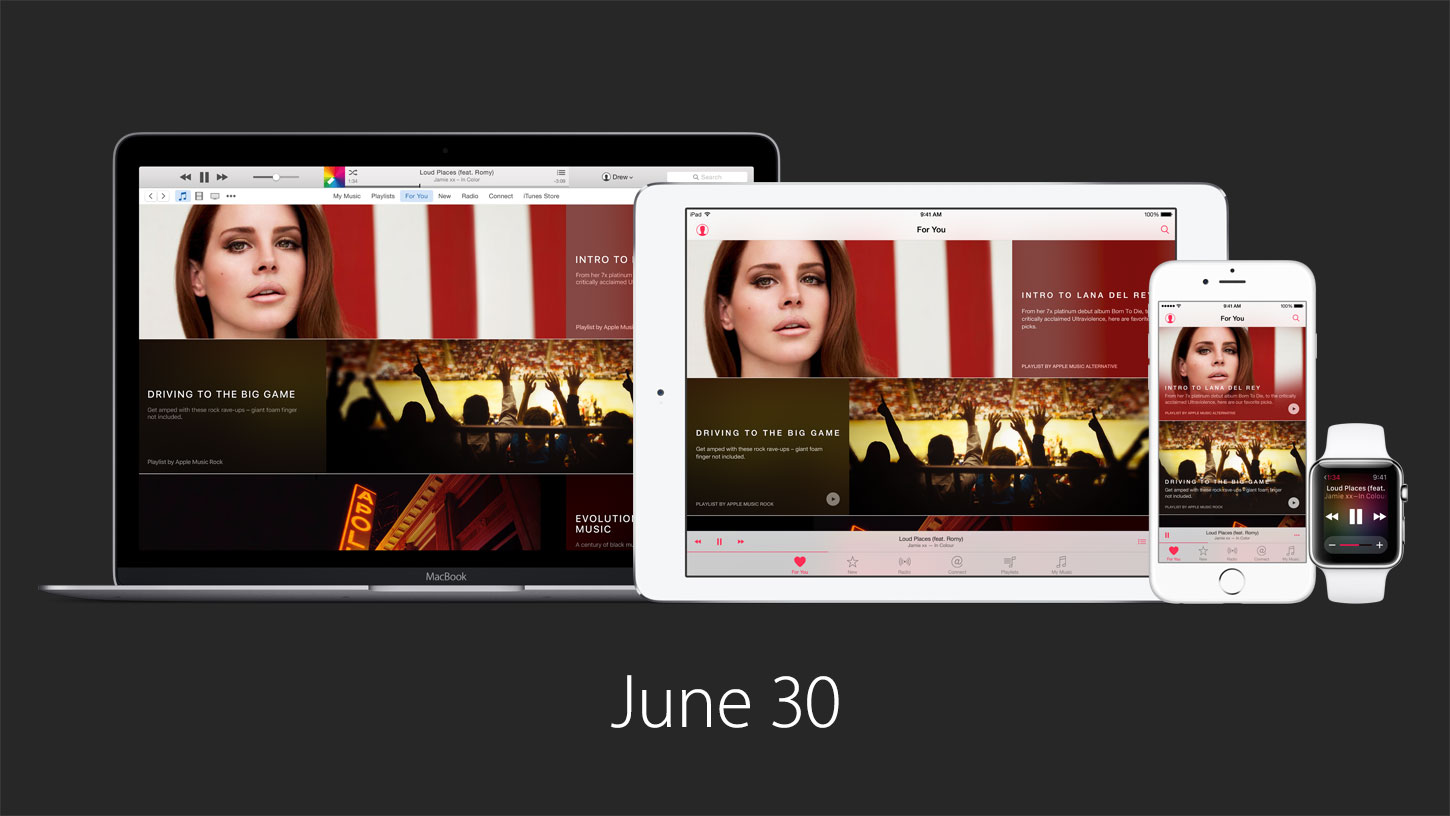 Loud Places (feat. Romy)
Jamie xx — In Color
1:34
-3:09
Drew
Search
My Music Playlists For You New Radio Connect iTunes Store
INTRO TO
From her 7x platinum
critically acclaimed U
Playlist by Apple Music
DRIVING TO THE BIG GAME
Get amped with these rock rave-ups – giant foam finger
not included.
Playlist by Apple Music Rock
APOL
EVOLUTION
MUSIC
A century of black mu
MacBook
iPad
9:41 AM
100%
For You
INTRO TO LANA DEL REY
From her 7x platinum debut album Born To Die, to
critically acclaimed Ultraviolence, here are favorite
picks.
PLAYLIST BY APPLE MUSIC ALTERNATIVE
DRIVING TO THE BIG GAME
Get amped with these rock rave-ups – giant foam
finger not included.
PLAYLIST BY APPLE MUSIC ROCK
Loud Places (feat. Romy)
Jamie xx — In Colour
For You New Radio Connect Playlists My Music
9:41 AM
100%
For You
INTRO TO LANA DEL REY
From her 7x platinum debut album Born To Die, to the critically
acclaimed Ultraviolence, here are our favorite picks.
PLAYLIST BY APPLE MUSIC ALTERNATIVE
DRIVING TO THE BIG GAME
Get amped with these rock rave-ups – giant foam finger
not included.
PLAYLIST BY APPLE MUSIC ROCK
Loud Places (feat. Romy)
Jamie xx — In Color
For You New Radio Connect My Music
1:34 9:41
Loud Places (feat.
Jamie xx – In Colou
June 30